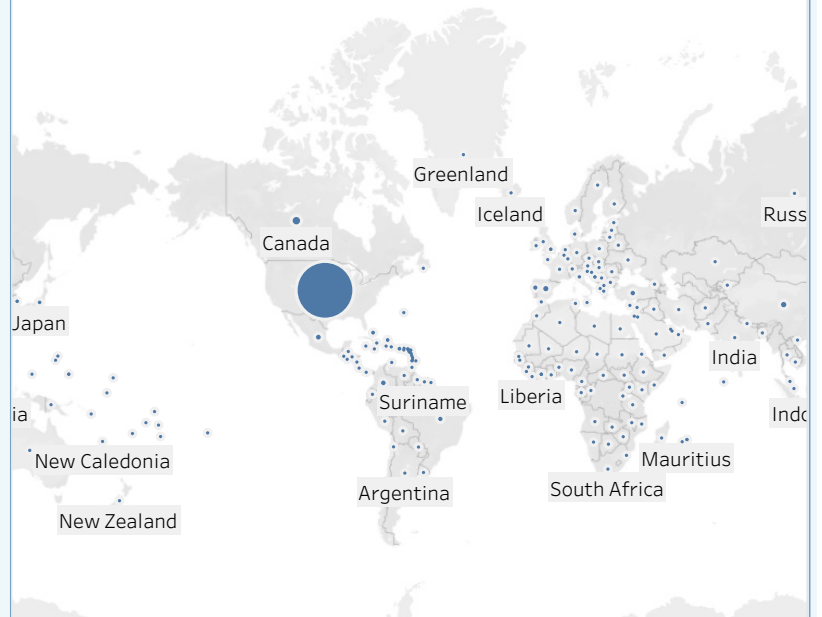 Greenland
Iceland
Russ
Canada
Japan
India
Liberia
Suriname
ia
Indo
New Caledonia
Mauritius
South Africa
Argentina
New Zealand